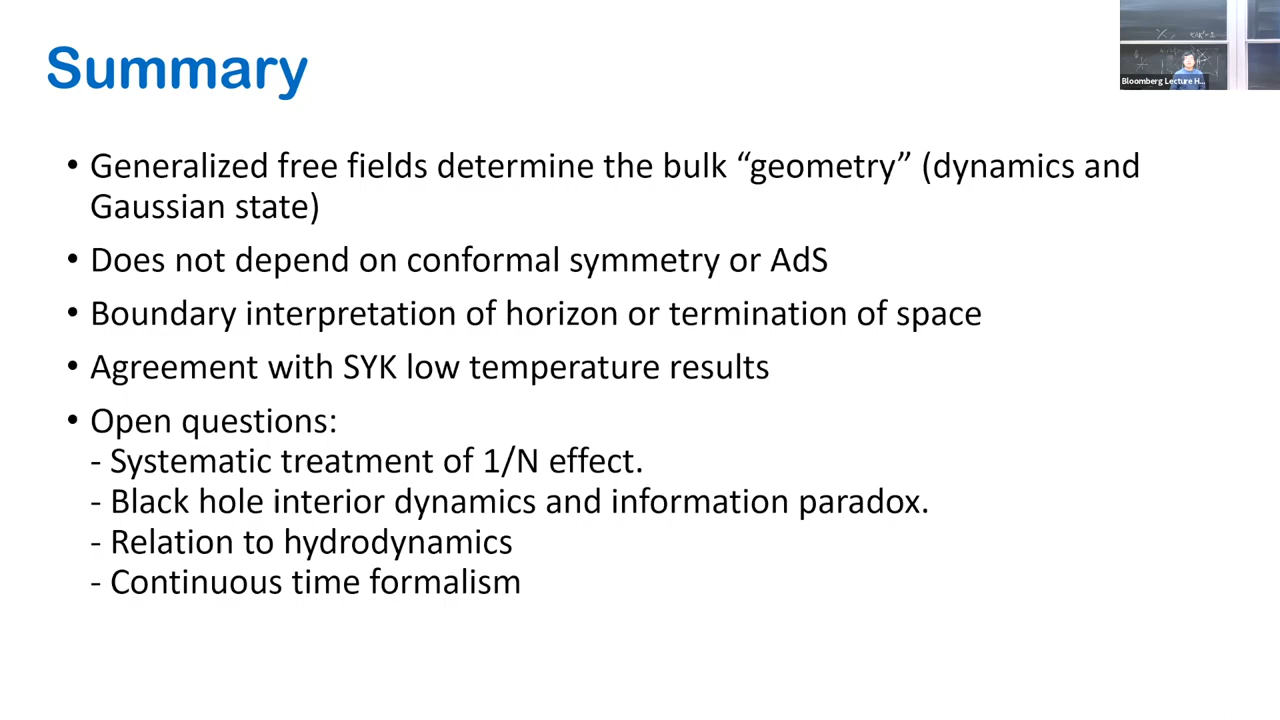 Summary
Bloomberg Lecture H...
• Generalized free fields determine the bulk “geometry” (dynamics and
Gaussian state)
• Does not depend on conformal symmetry or AdS
• Boundary interpretation of horizon or termination of space
• Agreement with SYK low temperature results
• Open questions:
- Systematic treatment of 1/N effect.
- Black hole interior dynamics and information paradox.
- Relation to hydrodynamics
- Continuous time formalism